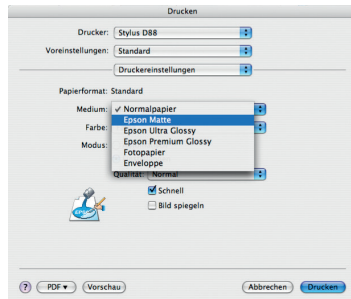 Drucken
Drucker: Stylus D88
Voreinstellungen: Standard
Druckereinstellungen
Papierformat: Standard
Medium: ✓ Normalpapier
Epson Matte
Farbe: Epson Ultra Glossy
Epson Premium Glossy
Modus: Fotopapier
Enveloppe
Qualität: Normal
Schnell
Bild spiegeln
EPSON
? PDF ▾ Vorschau Abbrechen Drucken